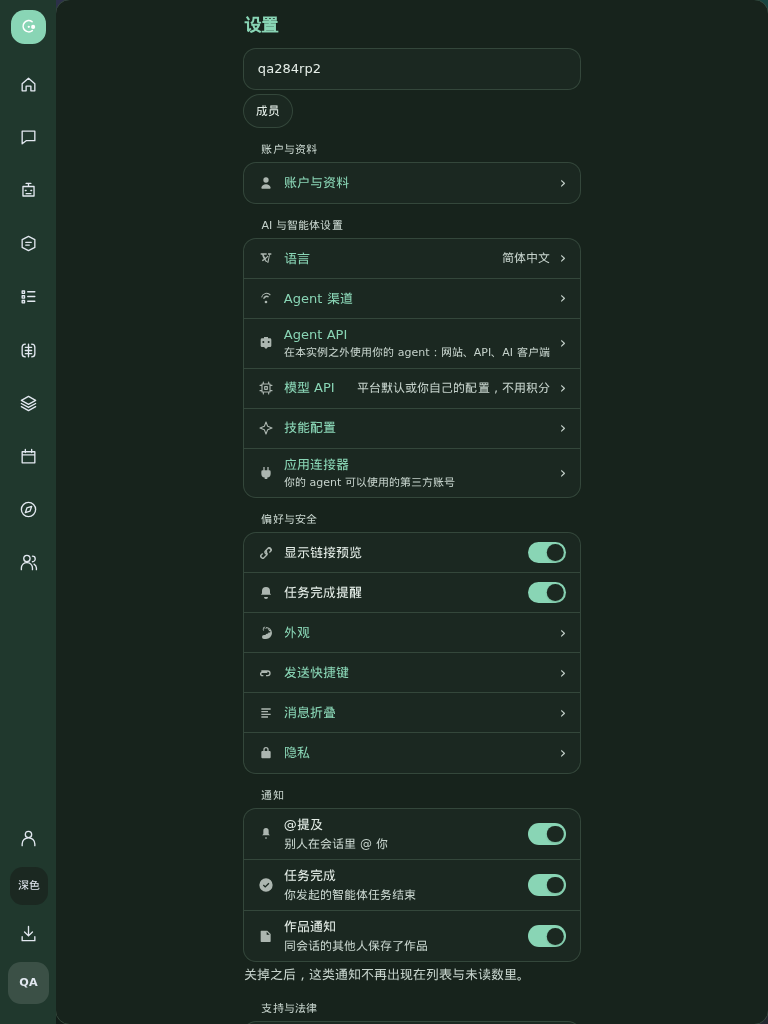 设置
qa284rp2
成员
账户与资料
账户与资料
AI 与智能体设置
语言 简体中文
Agent 渠道
Agent API
在本实例之外使用你的 agent：网站、API、AI 客户端
模型 API 平台默认或你自己的配置，不用积分
技能配置
应用连接器
你的 agent 可以使用的第三方账号
偏好与安全
显示链接预览
任务完成提醒
外观
发送快捷键
消息折叠
隐私
通知
@提及
别人在会话里 @ 你
任务完成
你发起的智能体任务结束
作品通知
同会话的其他人保存了作品
关掉之后，这类通知不再出现在列表与未读数里。
支持与法律
深色
QA